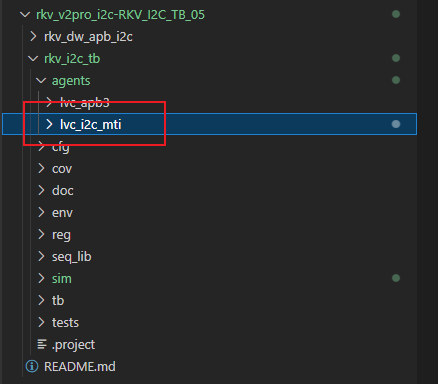 rkv_v2pro_i2c-RKV_I2C_TB_05
rkv_dw_apb_i2c
rkv_i2c_tb
agents
lvc_apb3
lvc_i2c_mti
cfg
cov
doc
env
reg
seq_lib
sim
tb
tests
.project
README.md